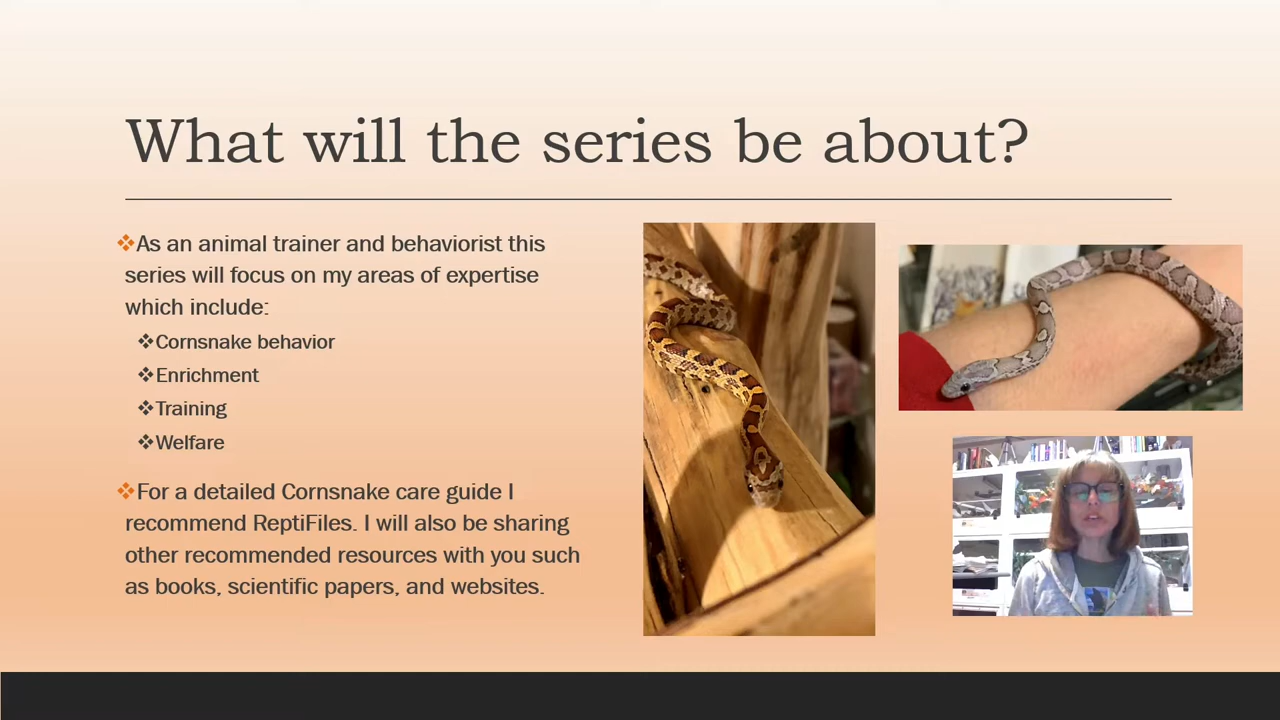 What will the series be about?
❖As an animal trainer and behaviorist this
series will focus on my areas of expertise
which include:
❖Cornsnake behavior
❖Enrichment
❖Training
❖Welfare
❖For a detailed Cornsnake care guide I
recommend ReptiFiles. I will also be sharing
other recommended resources with you such
as books, scientific papers, and websites.